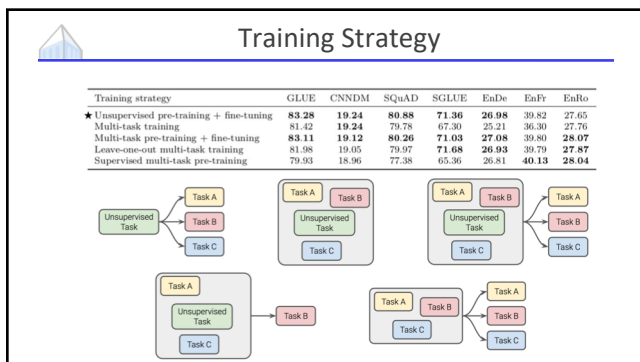 Training Strategy
Training strategy GLUE CNNDM SQuAD SGLUE EnDe EnFr EnRo
★ Unsupervised pre-training + fine-tuning 83.28 19.24 80.88 71.36 26.98 39.82 27.65
Multi-task training 81.42 19.24 79.78 67.30 25.21 36.30 27.76
Multi-task pre-training + fine-tuning 83.11 19.12 80.26 71.03 27.08 39.80 28.07
Leave-one-out multi-task training 81.98 19.05 79.97 71.68 26.93 39.79 27.87
Supervised multi-task pre-training 79.93 18.96 77.38 65.36 26.81 40.13 28.04
Unsupervised
Task
Task A
Task B
Task C
Task A
Task B
Unsupervised
Task
Task C
Task A
Task B
Unsupervised
Task
Task C
Task A
Task B
Task C
Task A
Unsupervised
Task
Task C
Task B
Task A
Task B
Task C
Task A
Task B
Task C